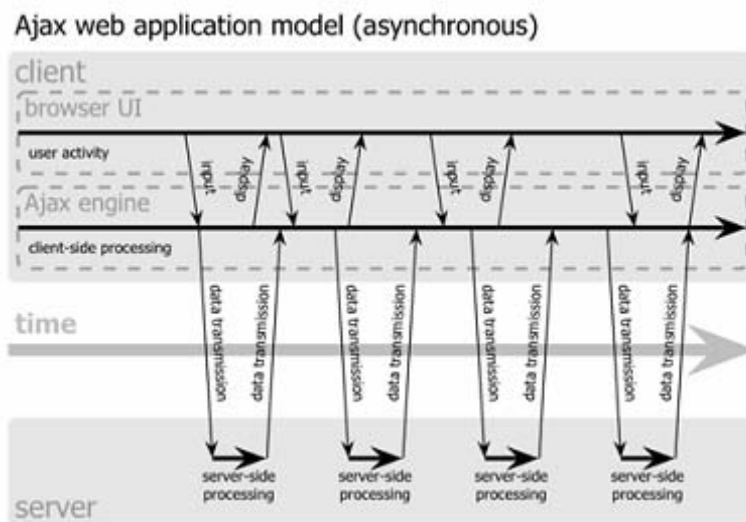 Ajax web application model (asynchronous)
client
browser UI
user activity
input
display
input
display
input
display
input
display
Ajax engine
client-side processing
data transmission
data transmission
data transmission
data transmission
data transmission
data transmission
data transmission
data transmission
time
server-side
processing
server-side
processing
server-side
processing
server-side
processing
server